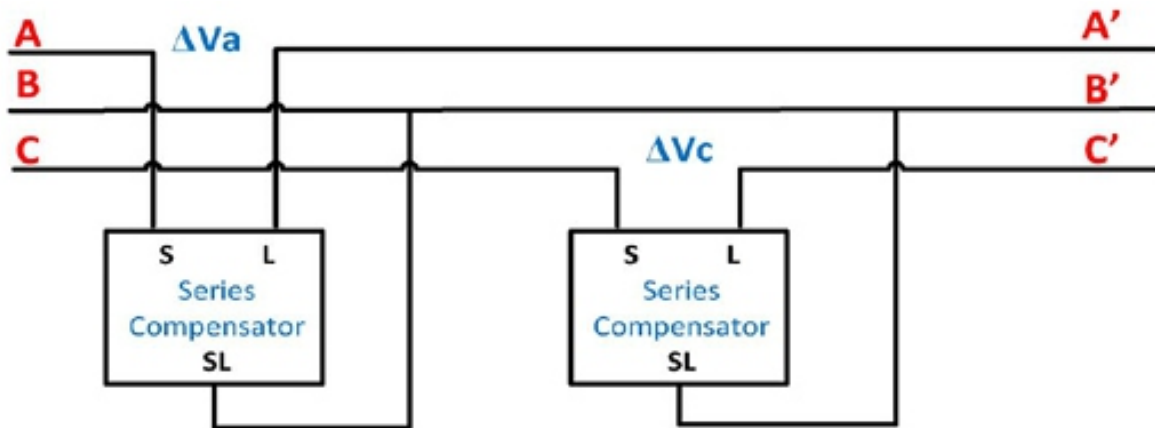 A ΔVa A’
B B’
C ΔVc C’
S L S L
Series Series
Compensator Compensator
SL SL